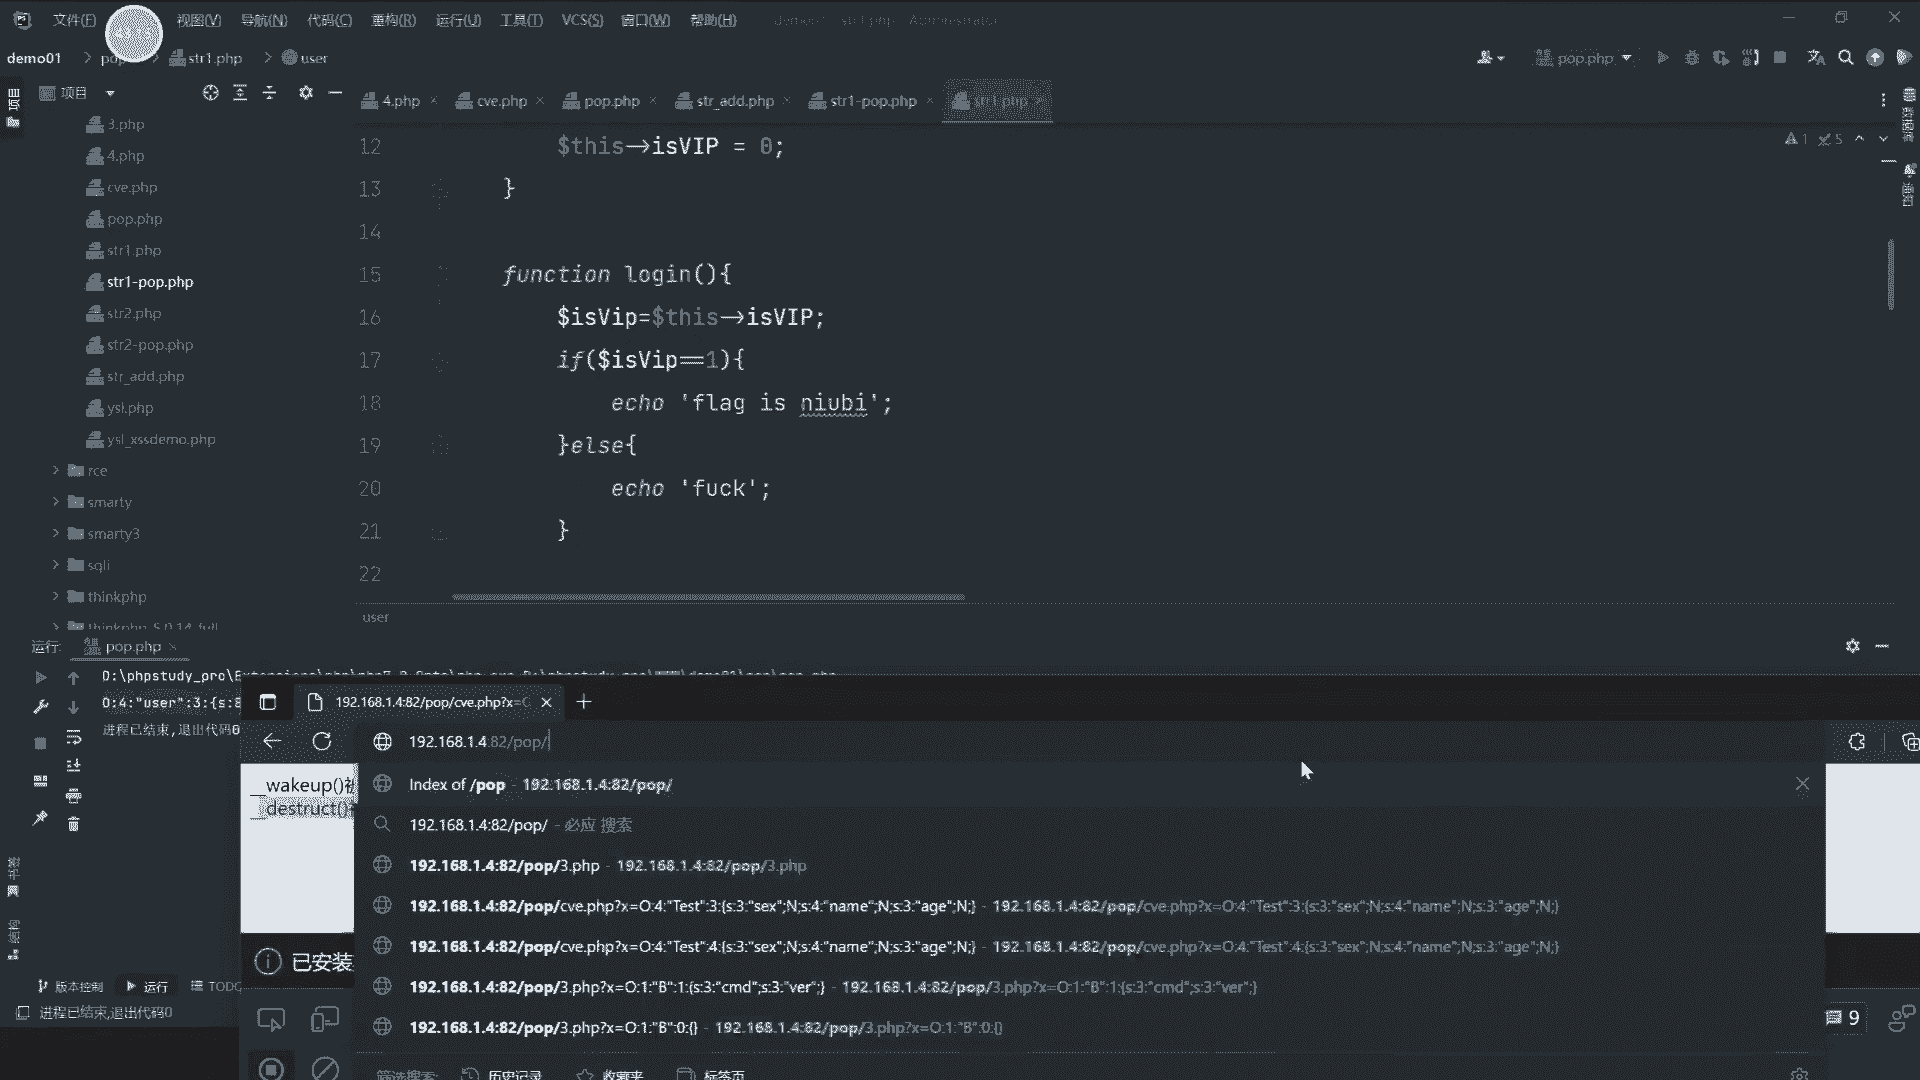 文件(F) 视图(V) 导航(N) 代码(C) 重构(R) 运行(U) 工具(T) VCS(S) 窗口(W) 帮助(H) demo01 - str1.php - Administrator
demo01 str1.php user pop.php
项目
4.php cve.php pop.php str_add.php str1-pop.php str1.php
3.php
4.php
cve.php
pop.php
str1.php
str1-pop.php
str2.php
str2-pop.php
str_add.php
ysl.php
ysl_xssdemo.php
rce
smarty
smarty3
sqli
thinkphp
12 $this->isVIP = 0;
13 }
14
15 function login(){
16 $isVip=$this->isVIP;
17 if($isVip==1){
18 echo 'flag is niubi';
19 }else{
20 echo 'fuck';
21 }
22
1 5
user
运行: pop.php
O:4:"user":3:{s:8
进程已结束,退出代码0
192.168.1.4:82/pop/cve.php?x=O
192.168.1.4:82/pop/
__wakeup()
__destruct()
Index of /pop - 192.168.1.4:82/pop/
192.168.1.4:82/pop/ - 必应 搜索
192.168.1.4:82/pop/3.php - 192.168.1.4:82/pop/3.php
192.168.1.4:82/pop/cve.php?x=O:4:"Test":3:{s:3:"sex";N;s:4:"name";N;s:3:"age";N;} - 192.168.1.4:82/pop/cve.php?x=O:4:"Test":3:{s:3:"sex";N;s:4:"name";N;s:3:"age";N;}
192.168.1.4:82/pop/cve.php?x=O:4:"Test":4:{s:3:"sex";N;s:4:"name";N;s:3:"age";N;} - 192.168.1.4:82/pop/cve.php?x=O:4:"Test":4:{s:3:"sex";N;s:4:"name";N;s:3:"age";N;}
192.168.1.4:82/pop/3.php?x=O:1:"B":1:{s:3:"cmd";s:3:"ver";} - 192.168.1.4:82/pop/3.php?x=O:1:"B":1:{s:3:"cmd";s:3:"ver";}
192.168.1.4:82/pop/3.php?x=O:1:"B":0:{} - 192.168.1.4:82/pop/3.php?x=O:1:"B":0:{}
已安装
版本控制 运行 TODO
进程已结束,退出代码0
9
筛选搜索: 历史记录 收藏夹 标签页